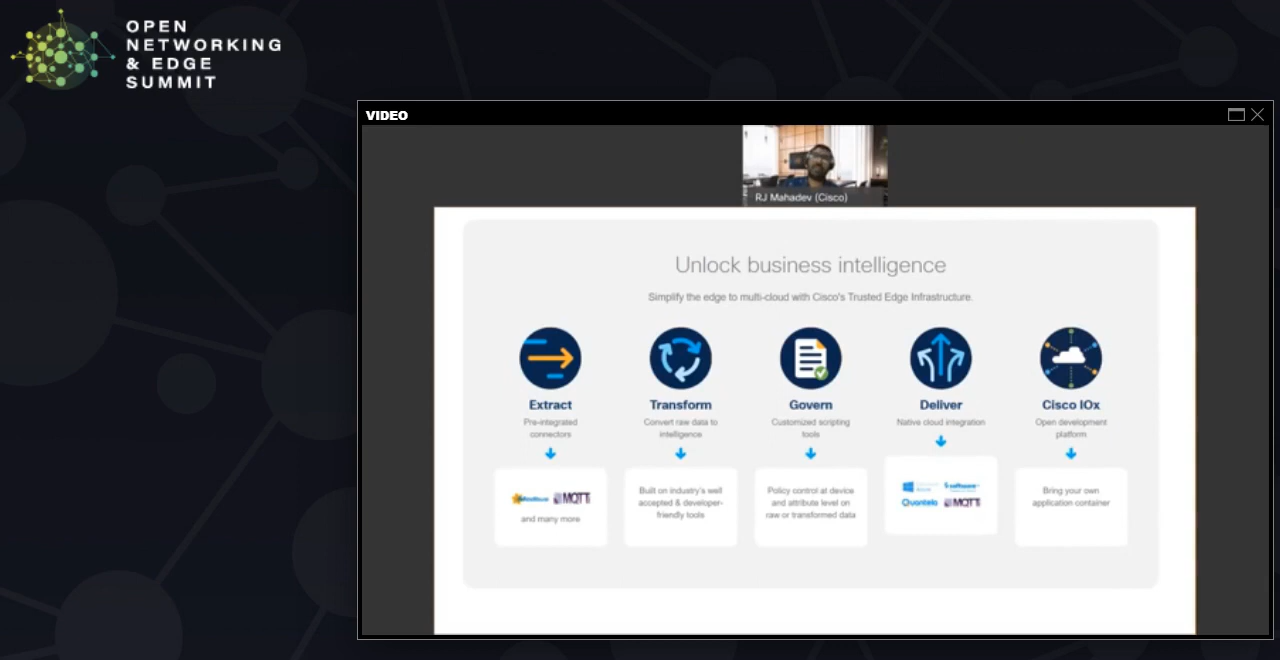 OPEN
NETWORKING
& EDGE
SUMMIT
VIDEO
RJ Mahadev (Cisco)
Unlock business intelligence
Simplify the edge to multi-cloud with Cisco's Trusted Edge Infrastructure.
Extract
Pre-integrated
connectors
MQTT
and many more
Transform
Convert raw data to
intelligence
Built on industry's well
accepted & developer-
friendly tools
Govern
Customized scripting
tools
Policy control at device
and attribute level on
raw or transformed data
Deliver
Native cloud integration
software
Quantela MQTT
Cisco IOx
Open development
platform
Bring your own
application container